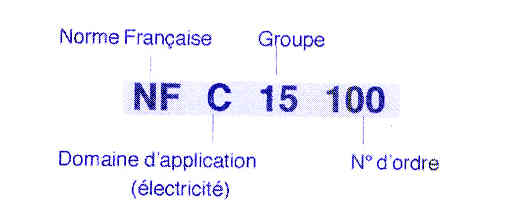 Norme Française Groupe
NF C 15 100
Domaine d'application N° d'ordre
(électricité)